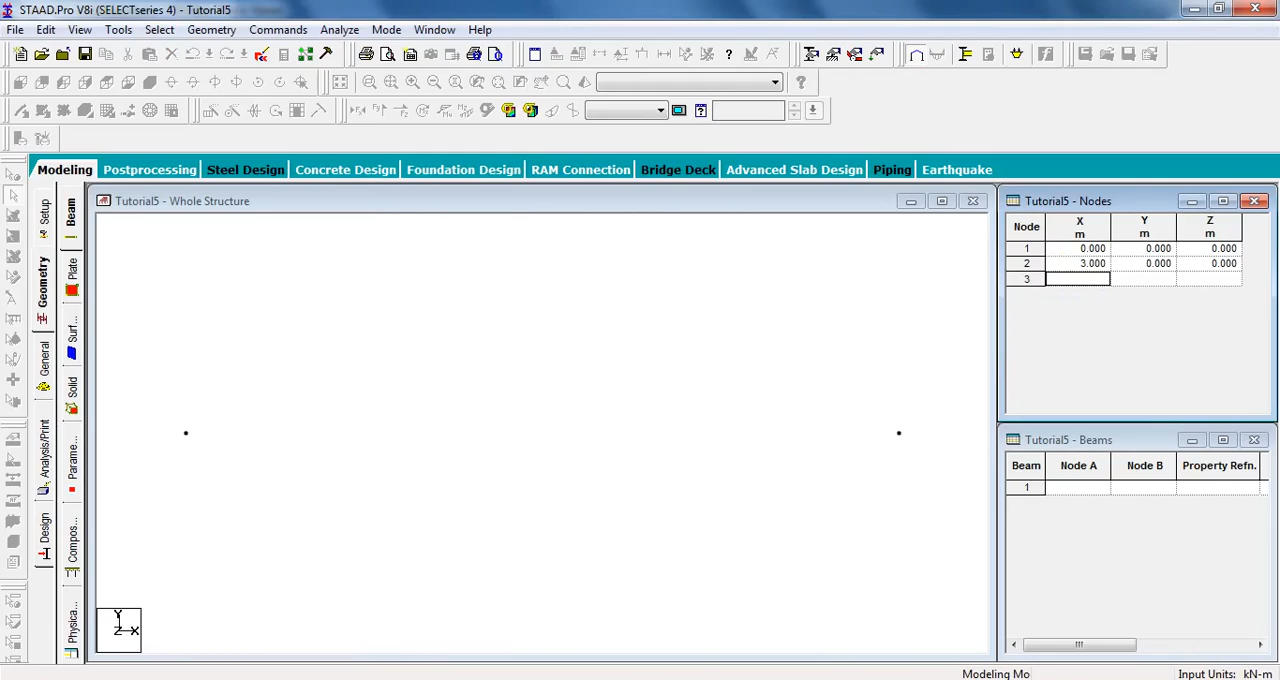 STAAD.Pro V8i (SELECTseries 4) - Tutorial5
File Edit View Tools Select Geometry Commands Analyze Mode Window Help
Modeling Postprocessing Steel Design Concrete Design Foundation Design RAM Connection Bridge Deck Advanced Slab Design Piping Earthquake
Setup
Geometry
General
Analysis/Print
Design
Beam
Plate
Surf...
Solid
Parame...
Compos...
Physica...
Tutorial5 - Whole Structure
Y
Z X
Tutorial5 - Nodes
Node X m Y m Z m
1 0.000 0.000 0.000
2 3.000 0.000 0.000
3
Tutorial5 - Beams
Beam Node A Node B Property Refn.
1
Modeling Mo Input Units: kN-m